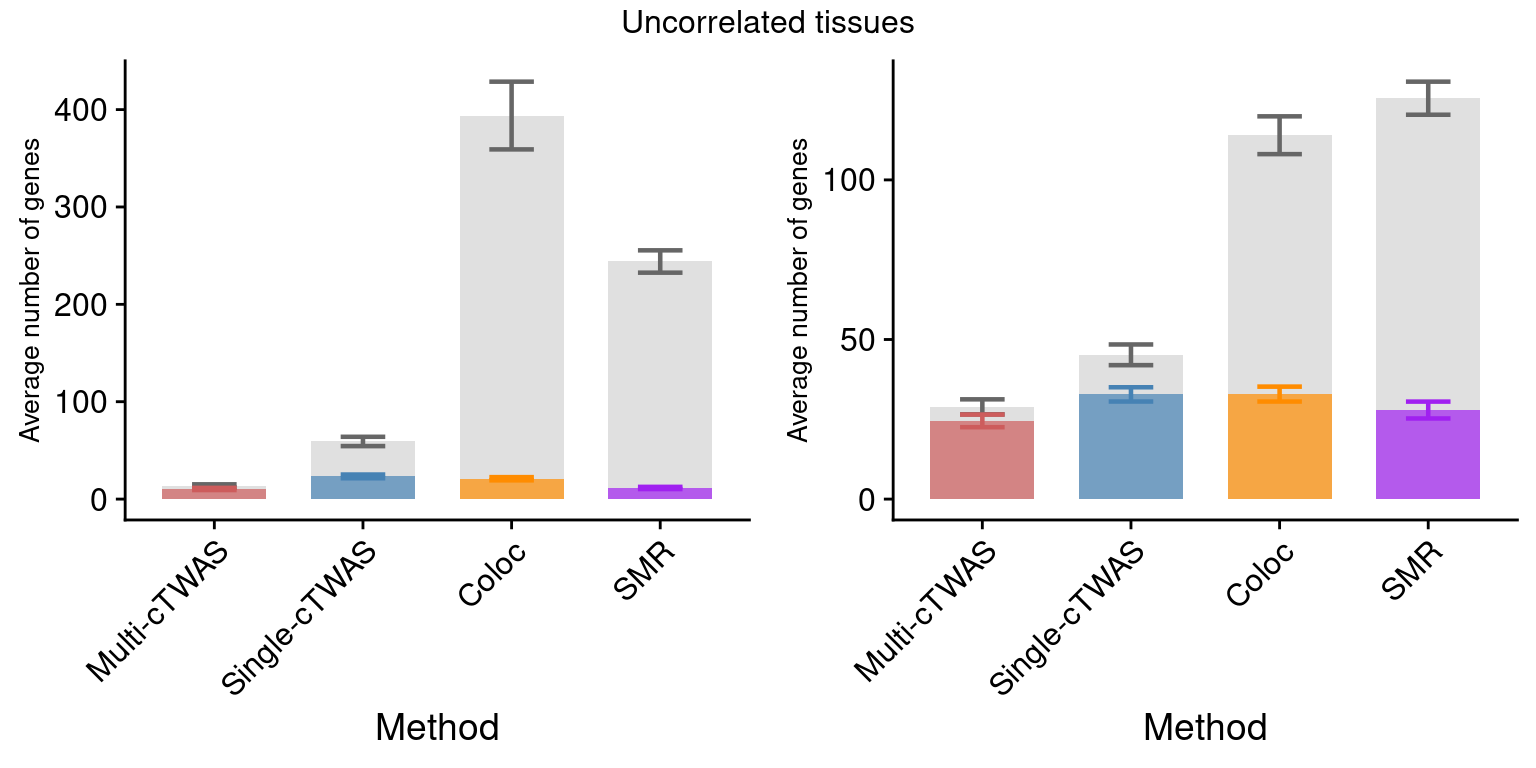 Uncorrelated tissues
Average number of genes
400
300
200
100
0
Multi-cTWAS
Single-cTWAS
Coloc
SMR
Method
Average number of genes
100
50
0
Multi-cTWAS
Single-cTWAS
Coloc
SMR
Method